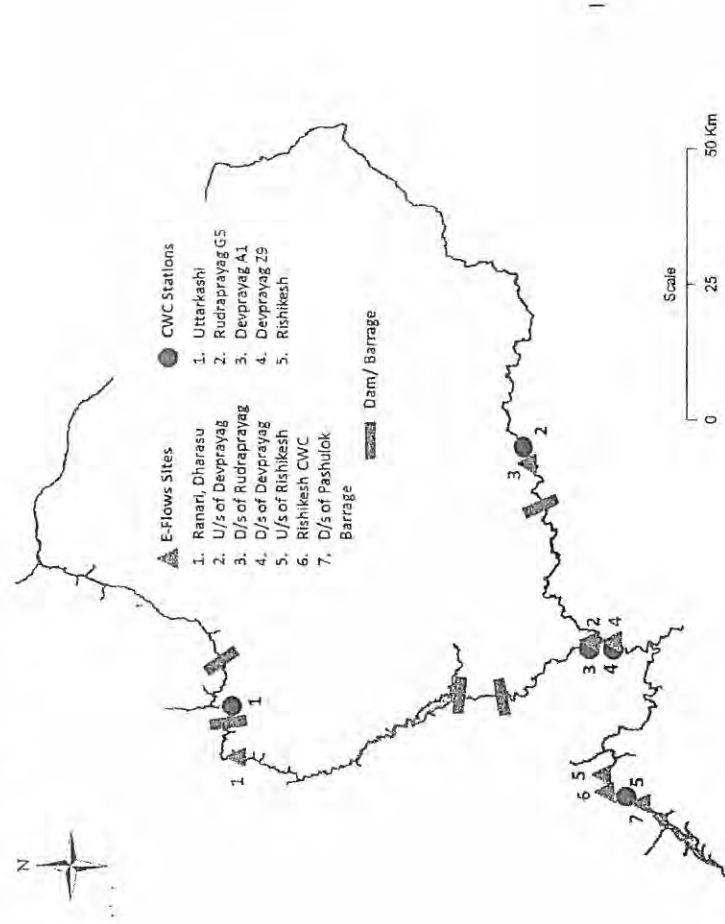 N
E-Flows Sites
1. Ranari, Dharasu
2. U/s of Devprayag
3. D/s of Rudraprayag
4. D/s of Devprayag
5. U/s of Rishikesh
6. Rishikesh CWC
7. D/s of Pashulok
Barrage
CWC Stations
1. Uttarkashi
2. Rudraprayag G5
3. Devprayag A1
4. Devprayag Z9
5. Rishikesh
Dam/ Barrage
1
1
3
2
3
2
4
4
6
5
7
5
Scale
0 25 50 Km